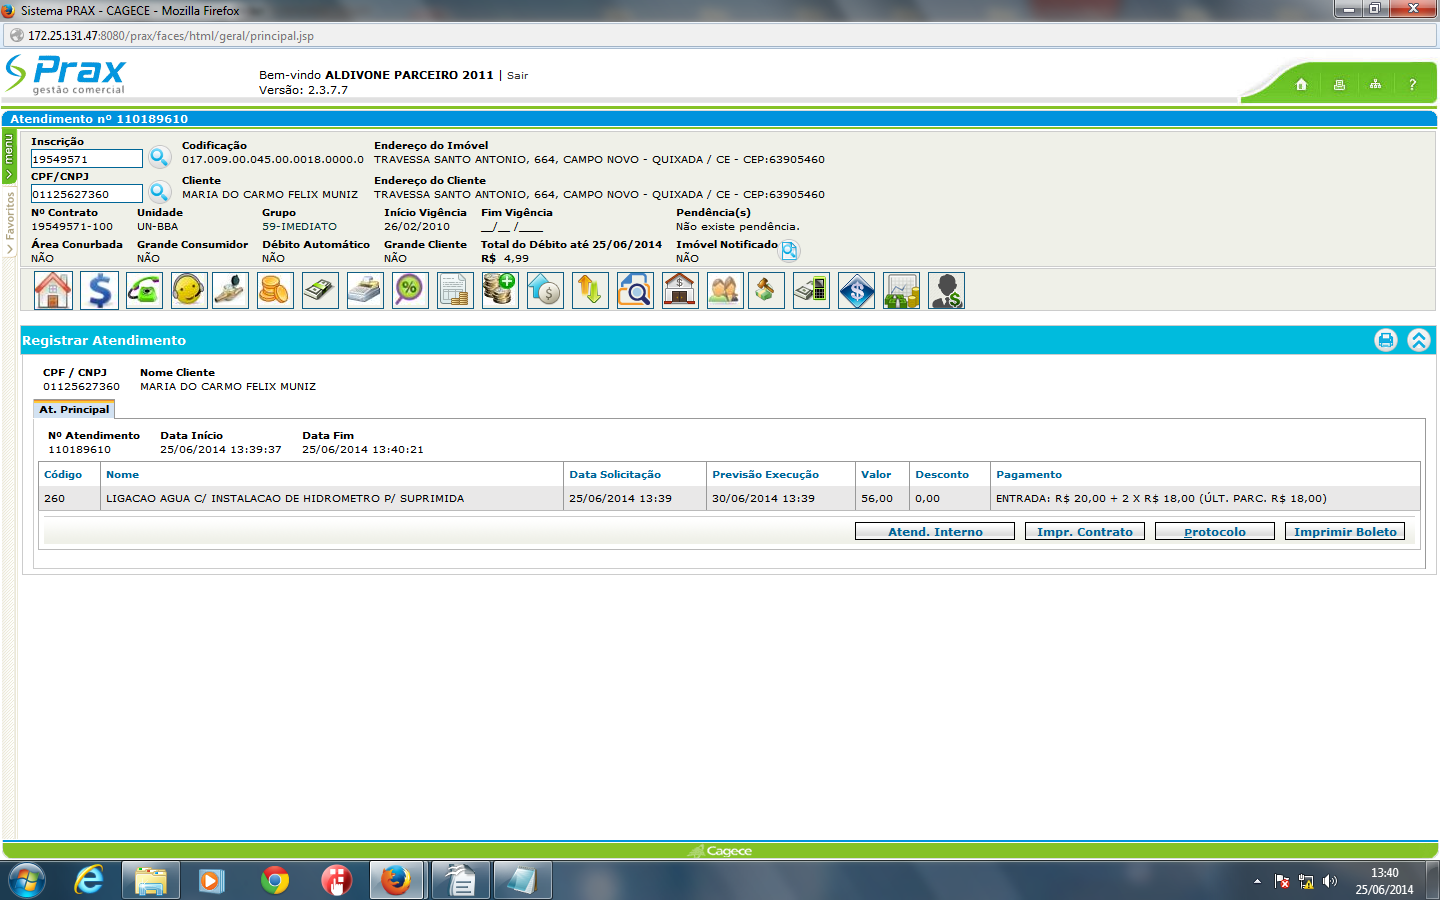 Sistema PRAX - CAGECE - Mozilla Firefox
172.25.131.47:8080/prax/faces/html/geral/principal.jsp
Prax
gestão comercial
Bem-vindo ALDIVONE PARCEIRO 2011 | Sair
Versão: 2.3.7.7
?
Atendimento nº 110189610
menu
Favoritos
Inscrição Codificação Endereço do Imóvel
19549571 017.009.00.045.00.0018.0000.0 TRAVESSA SANTO ANTONIO, 664, CAMPO NOVO - QUIXADA / CE - CEP:63905460
CPF/CNPJ Cliente Endereço do Cliente
01125627360 MARIA DO CARMO FELIX MUNIZ TRAVESSA SANTO ANTONIO, 664, CAMPO NOVO - QUIXADA / CE - CEP:63905460
Nº Contrato Unidade Grupo Início Vigência Fim Vigência Pendência(s)
19549571-100 UN-BBA 59-IMEDIATO 26/02/2010 __/__ /____ Não existe pendência.
Área Conurbada Grande Consumidor Débito Automático Grande Cliente Total do Débito até 25/06/2014 Imóvel Notificado
NÃO NÃO NÃO NÃO R$ 4,99 NÃO
Registrar Atendimento
CPF / CNPJ Nome Cliente
01125627360 MARIA DO CARMO FELIX MUNIZ
At. Principal
Nº Atendimento Data Início Data Fim
110189610 25/06/2014 13:39:37 25/06/2014 13:40:21
Código Nome Data Solicitação Previsão Execução Valor Desconto Pagamento
260 LIGACAO AGUA C/ INSTALACAO DE HIDROMETRO P/ SUPRIMIDA 25/06/2014 13:39 30/06/2014 13:39 56,00 0,00 ENTRADA: R$ 20,00 + 2 X R$ 18,00 (ÚLT. PARC. R$ 18,00)
Atend. Interno Impr. Contrato Protocolo Imprimir Boleto
Cagece
13:40
25/06/2014